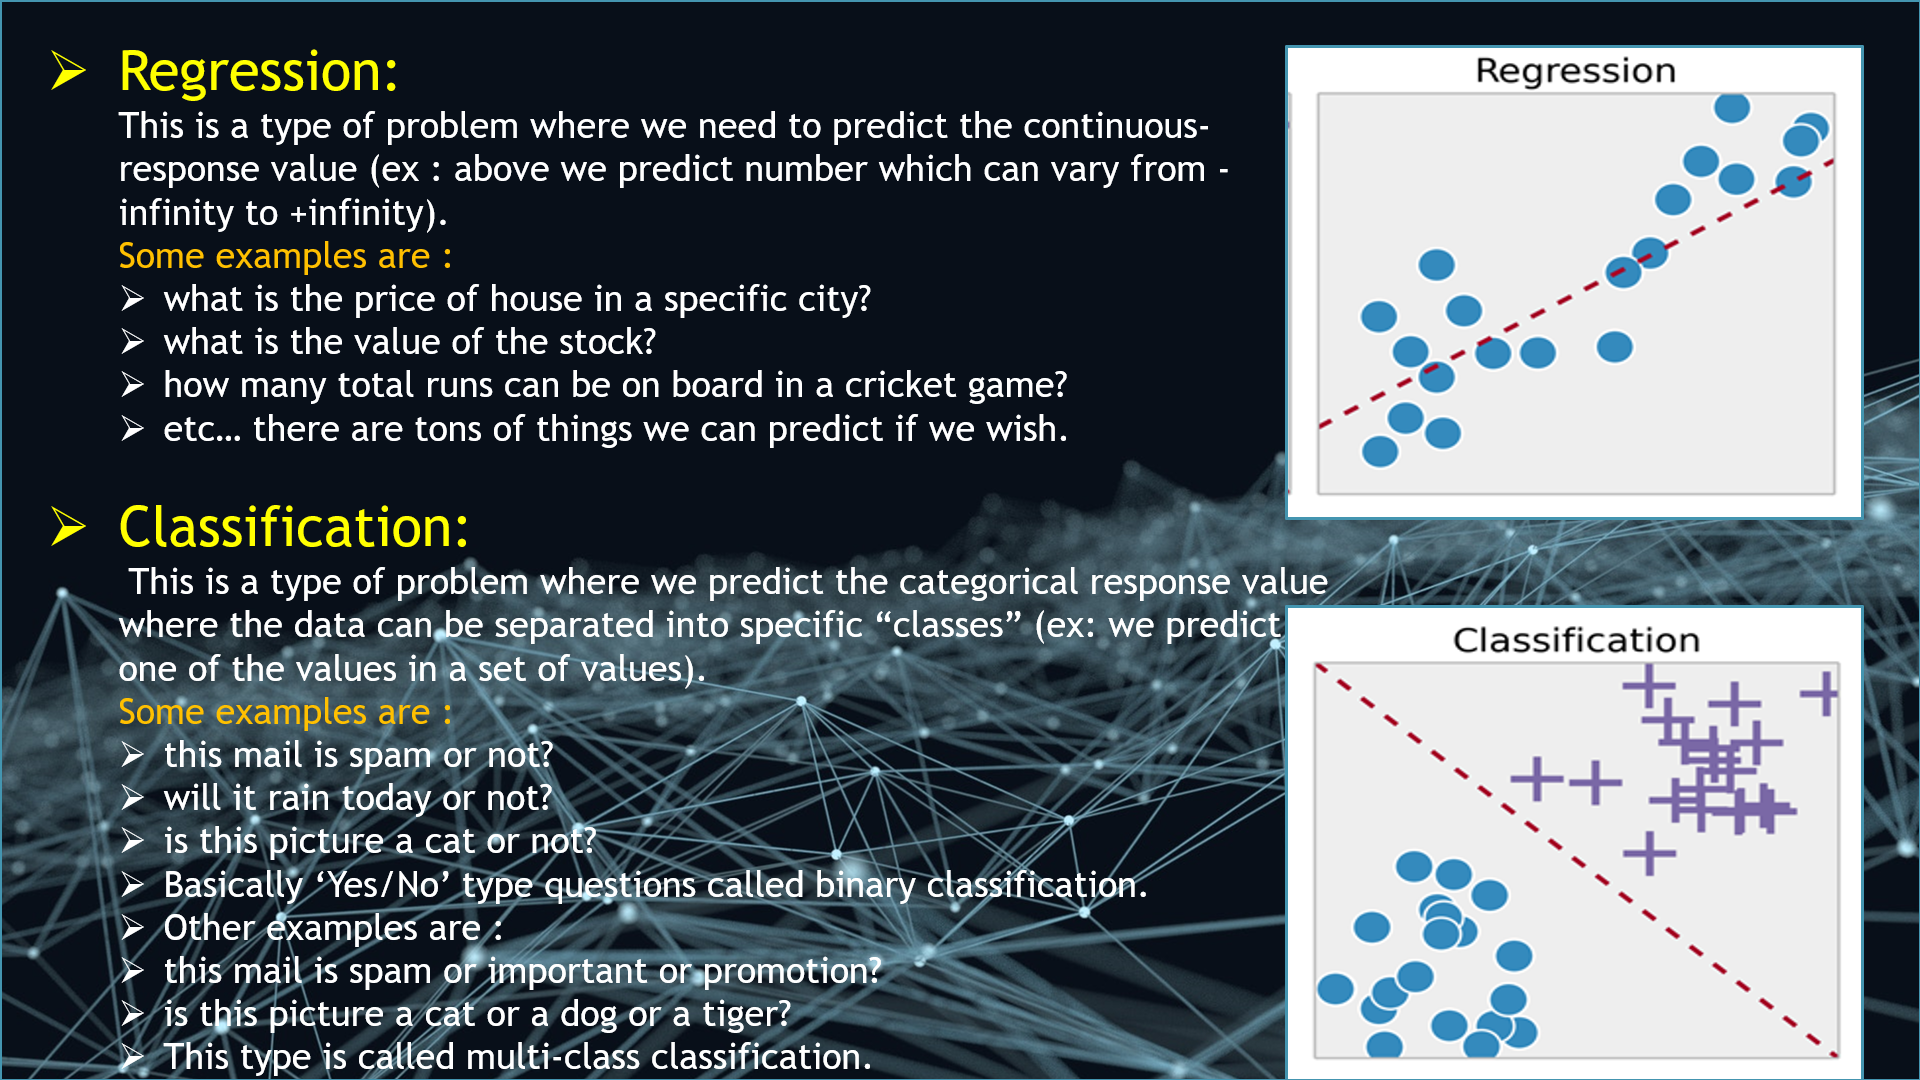 Regression:
This is a type of problem where we need to predict the continuous-
response value (ex : above we predict number which can vary from -
infinity to +infinity).
Some examples are :
what is the price of house in a specific city?
what is the value of the stock?
how many total runs can be on board in a cricket game?
etc… there are tons of things we can predict if we wish.
Classification:
This is a type of problem where we predict the categorical response value
where the data can be separated into specific “classes” (ex: we predict
one of the values in a set of values).
Some examples are :
this mail is spam or not?
will it rain today or not?
is this picture a cat or not?
Basically ‘Yes/No’ type questions called binary classification.
Other examples are :
this mail is spam or important or promotion?
is this picture a cat or a dog or a tiger?
This type is called multi-class classification.
Regression
Classification